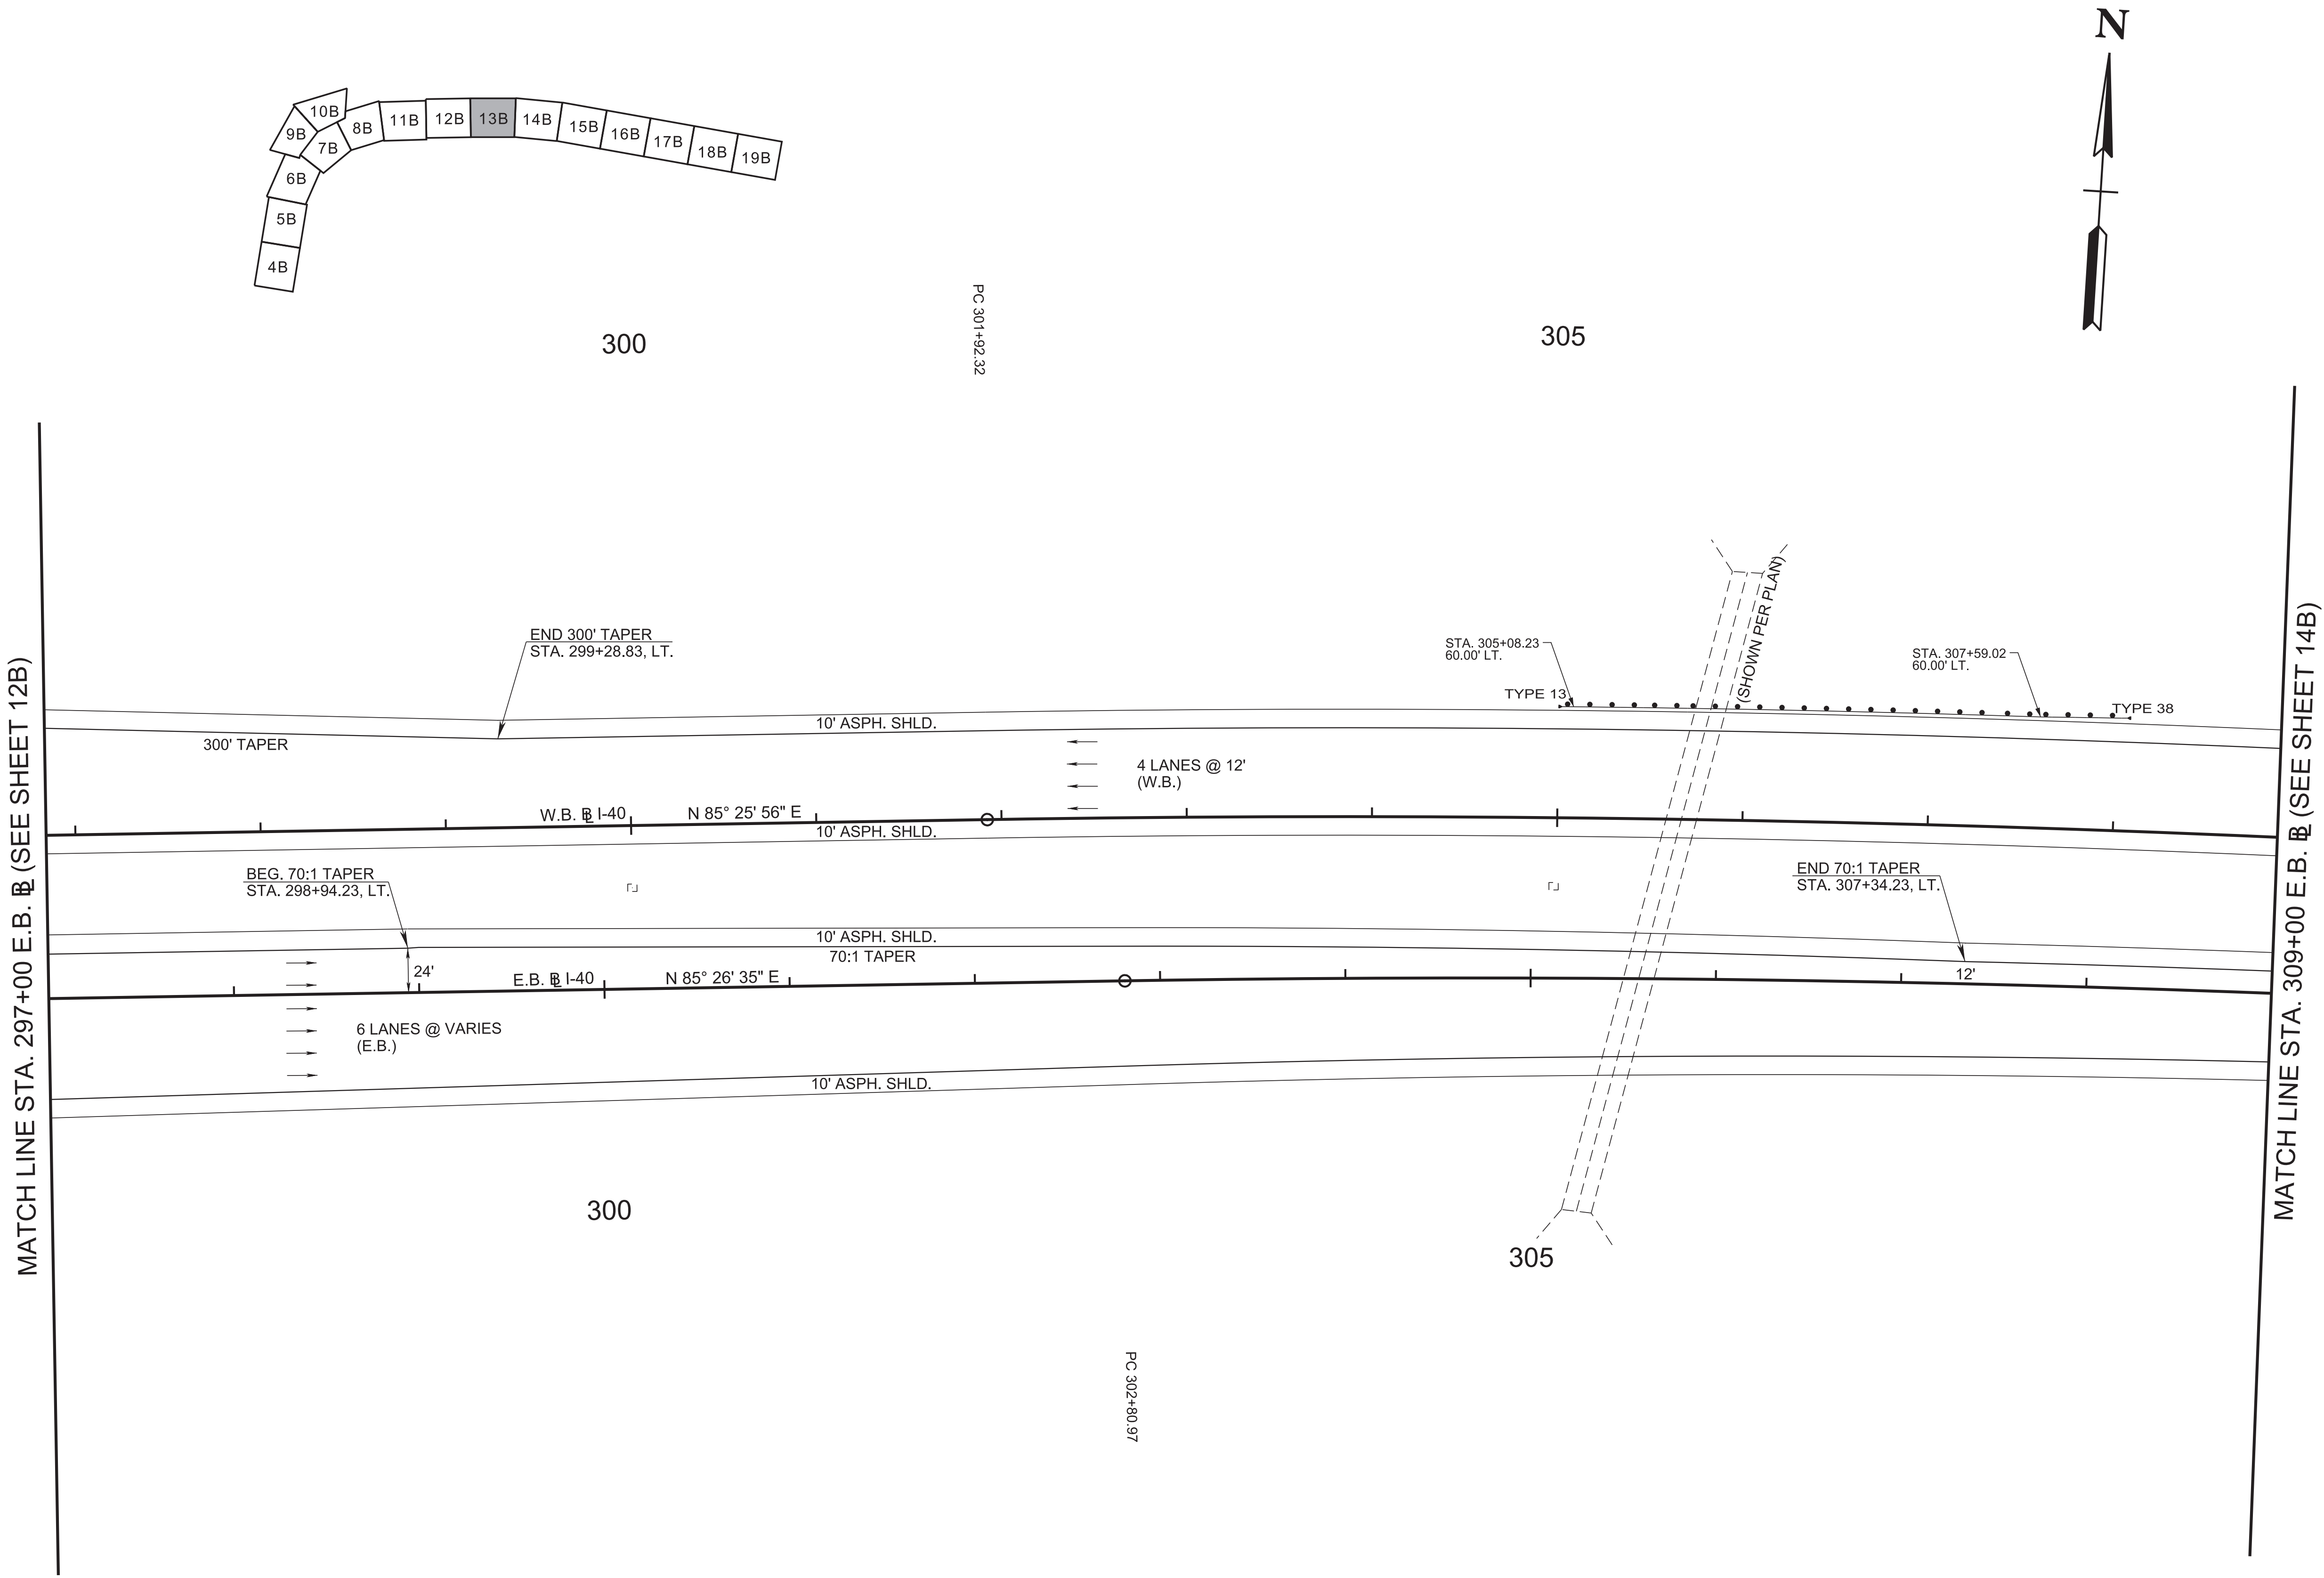 N
10B
9B
8B
11B
12B
13B
14B
15B
16B
17B
18B
19B
7B
6B
5B
4B
PC 301+92.32
300
305
(SHOWN PER PLAN)
END 300' TAPER
STA. 299+28.83, LT.
STA. 305+08.23
60.00' LT.
STA. 307+59.02
60.00' LT.
TYPE 13
TYPE 38
10' ASPH. SHLD.
300' TAPER
4 LANES @ 12'
(W.B.)
W.B. BL I-40
N 85° 25' 56" E
10' ASPH. SHLD.
BEG. 70:1 TAPER
STA. 298+94.23, LT.
END 70:1 TAPER
STA. 307+34.23, LT.
10' ASPH. SHLD.
70:1 TAPER
24'
12'
E.B. BL I-40
N 85° 26' 35" E
6 LANES @ VARIES
(E.B.)
10' ASPH. SHLD.
MATCH LINE STA. 297+00 E.B. BL (SEE SHEET 12B)
MATCH LINE STA. 309+00 E.B. BL (SEE SHEET 14B)
300
305
PC 302+80.97